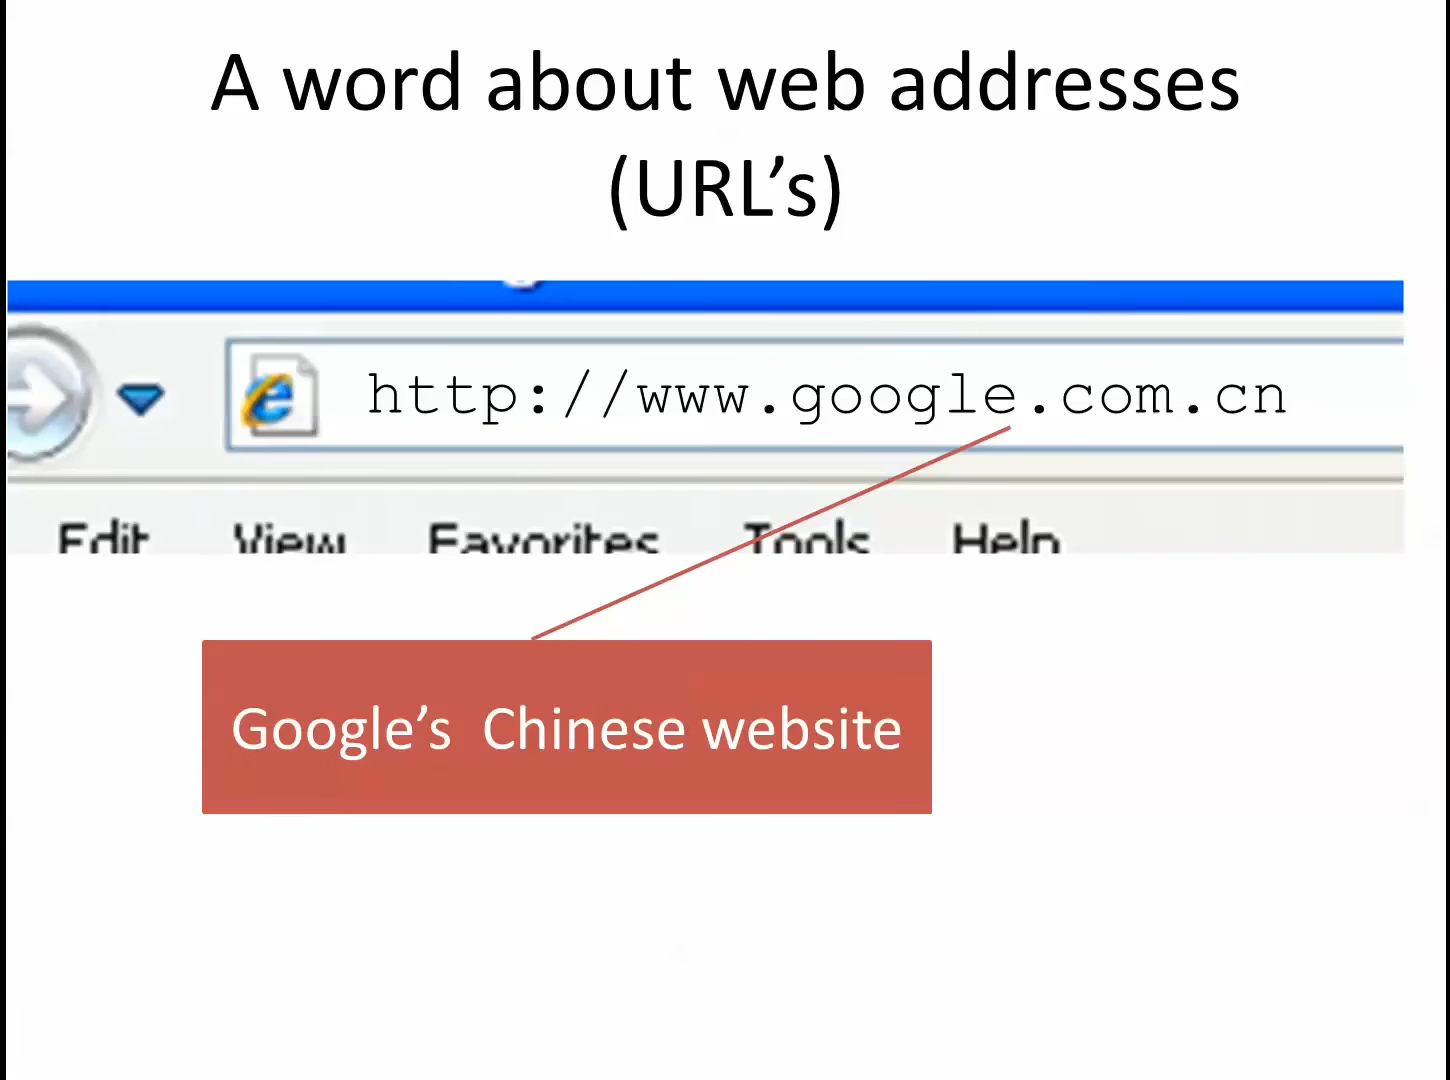 A word about web addresses
(URL’s)
http://www.google.com.cn
Edit View Favorites Tools Help
Google’s  Chinese website